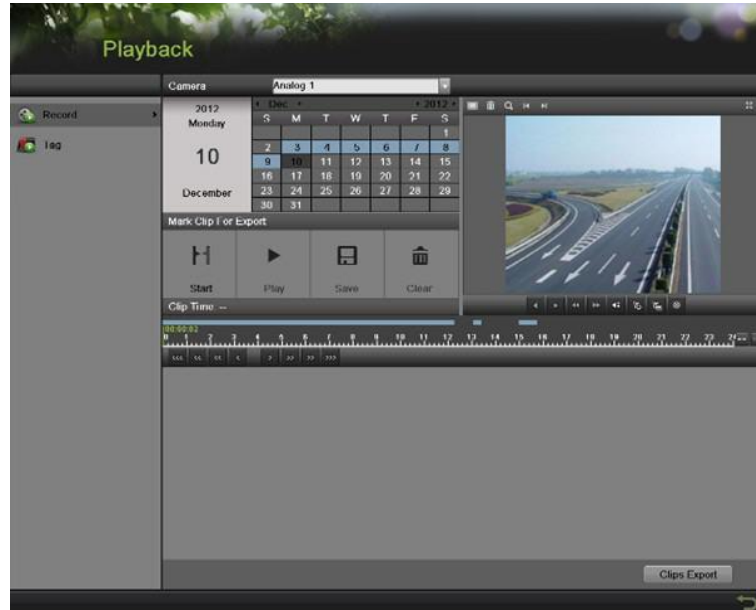 Playback
Camera
Analog 1
Record
Tag
2012
Monday
10
December
Dec
2012
S M T W T F S
1
2 3 4 5 6 7 8
9 10 11 12 13 14 15
16 17 18 19 20 21 22
23 24 25 26 27 28 29
30 31
Mark Clip For Export
Start
Play
Save
Clear
Clip Time --
00:00:02
0 1 2 3 4 5 6 7 8 9 10 11 12 13 14 15 16 17 18 19 20 21 22 23 24
Clips Export